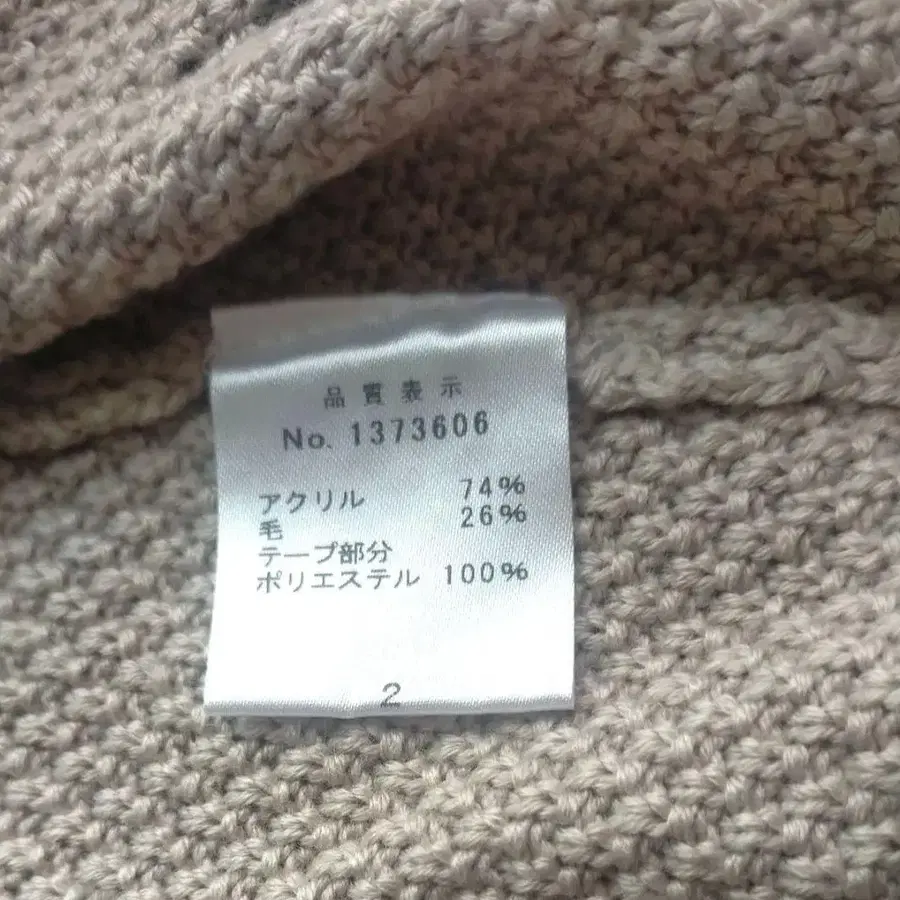 品質表示
No. 1373606
アクリル 74%
毛 26%
テープ部分
ポリエステル 100%
2